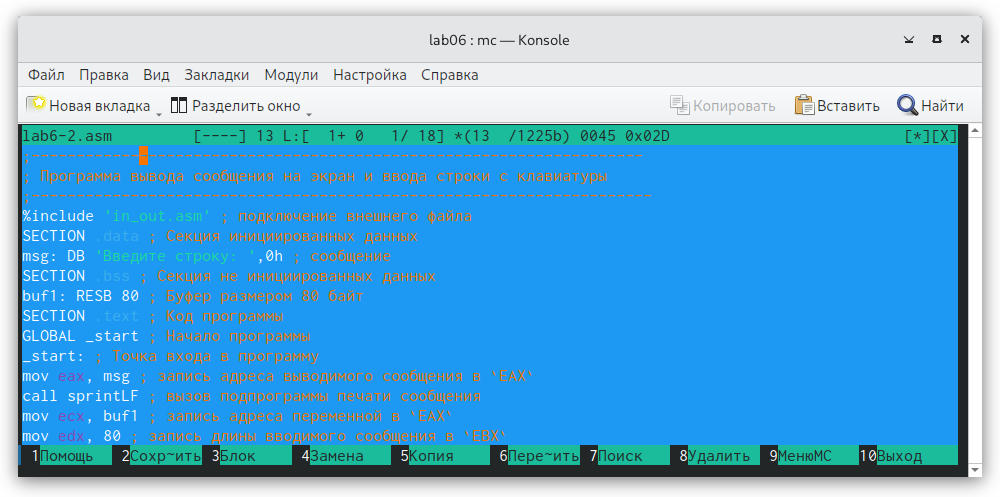 lab06 : mc — Konsole
Файл Правка Вид Закладки Модули Настройка Справка
Новая вкладка Разделить окно Копировать Вставить Найти
lab6-2.asm [----] 13 L:[ 1+ 0 1/ 18] *(13 /1225b) 0045 0x02D [*][X]
;--------------------------------------------------------------------
; Программа вывода сообщения на экран и ввода строки с клавиатуры
;---------------------------------------------------------------------
%include 'in_out.asm' ; подключение внешнего файла
SECTION .data ; Секция инициированных данных
msg: DB 'Введите строку: ',0h ; сообщение
SECTION .bss ; Секция не инициированных данных
buf1: RESB 80 ; Буфер размером 80 байт
SECTION .text ; Код программы
GLOBAL _start ; Начало программы
_start: ; Точка входа в программу
mov eax, msg ; запись адреса выводимого сообщения в `EAX`
call sprintLF ; вызов подпрограммы печати сообщения
mov ecx, buf1 ; запись адреса переменной в `EAX`
mov edx, 80 ; запись длины вводимого сообщения в `EBX`
1Помощь 2Сохр~ить 3Блок 4Замена 5Копия 6Пере~ить 7Поиск 8Удалить 9МенюMC 10Выход